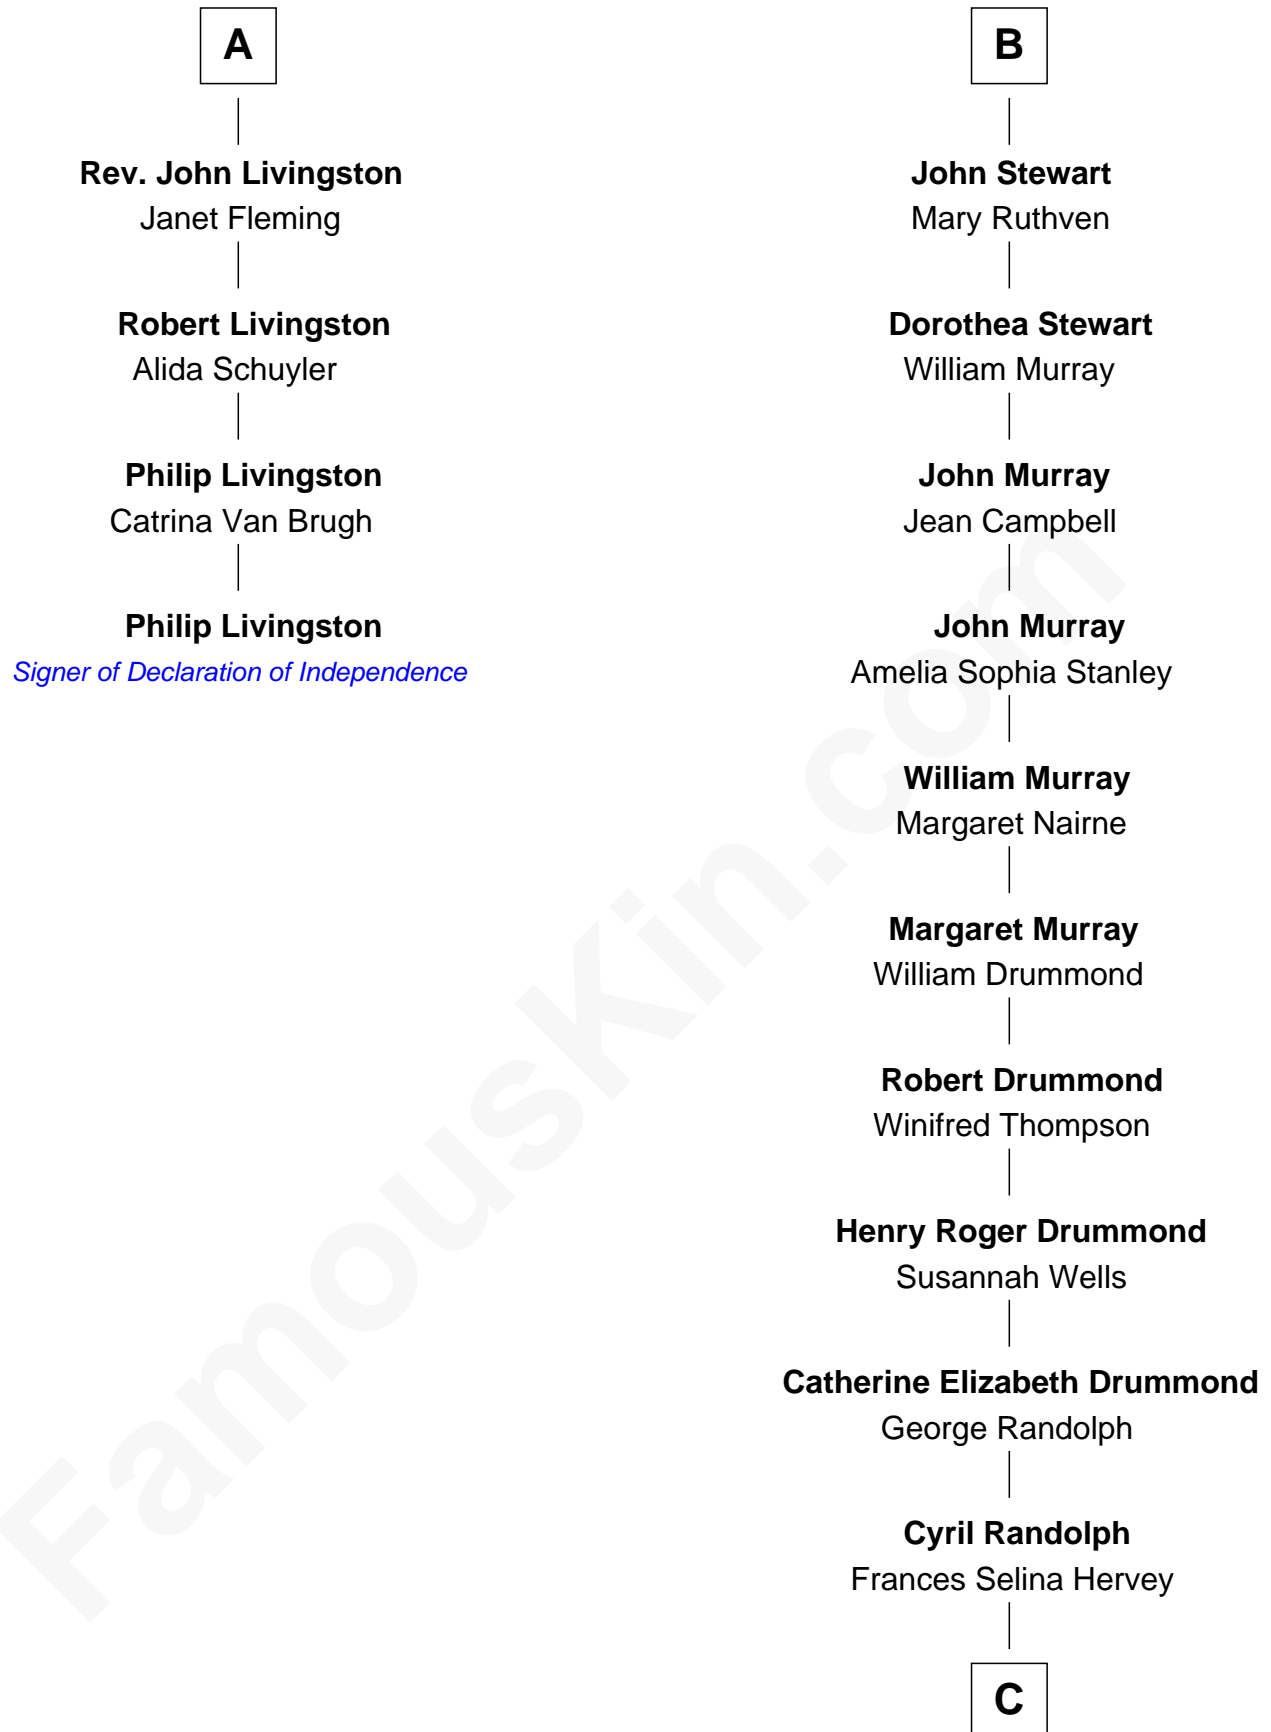 A
Rev. John Livingston
Janet Fleming
Robert Livingston
Alida Schuyler
Philip Livingston
Catrina Van Brugh
Philip Livingston
Signer of Declaration of Independence
B
John Stewart
Mary Ruthven
Dorothea Stewart
William Murray
John Murray
Jean Campbell
John Murray
Amelia Sophia Stanley
William Murray
Margaret Nairne
Margaret Murray
William Drummond
Robert Drummond
Winifred Thompson
Henry Roger Drummond
Susannah Wells
Catherine Elizabeth Drummond
George Randolph
Cyril Randolph
Frances Selina Hervey
C
FamousKin.com